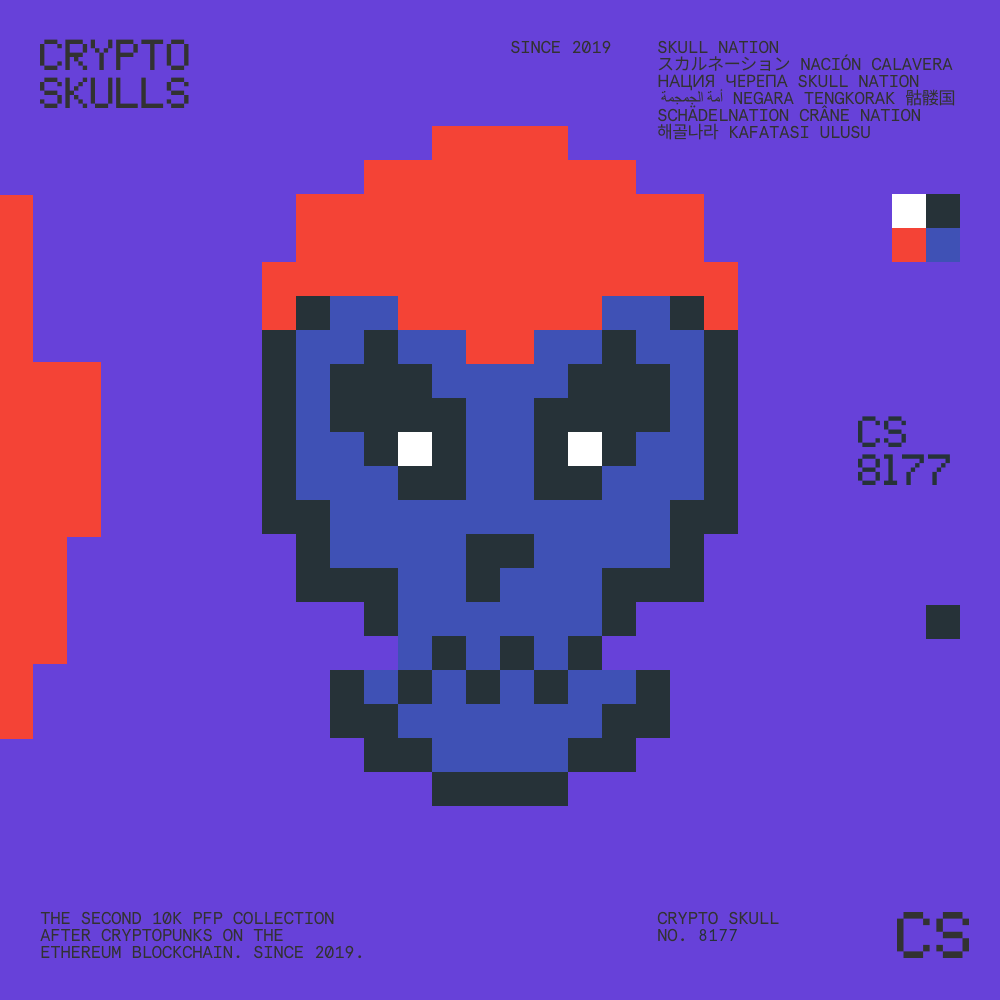 CRYPTO
SKULLS
SINCE 2019
SKULL NATION
スカルネーション NACIÓN CALAVERA
НАЦИЯ ЧЕРЕПА SKULL NATION
أمة الجمجمة NEGARA TENGKORAK 骷髅国
SCHÄDELNATION CRÂNE NATION
해골나라 KAFATASI ULUSU
CS
8177
THE SECOND 10K PFP COLLECTION
AFTER CRYPTOPUNKS ON THE
ETHEREUM BLOCKCHAIN. SINCE 2019.
CRYPTO SKULL
NO. 8177
CS